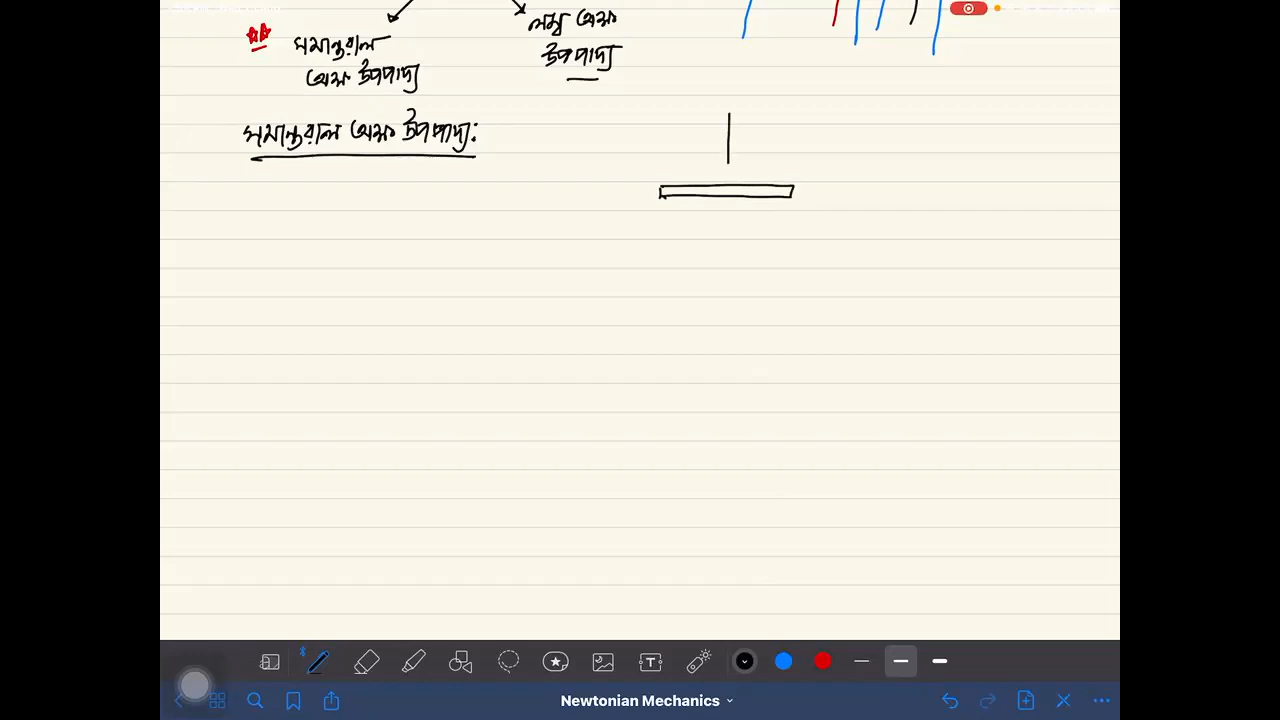 সমান্তরাল
অক্ষ উপপাদ্য
লম্ব অক্ষ
উপপাদ্য
সমান্তরাল অক্ষ উপপাদ্য:
Newtonian Mechanics